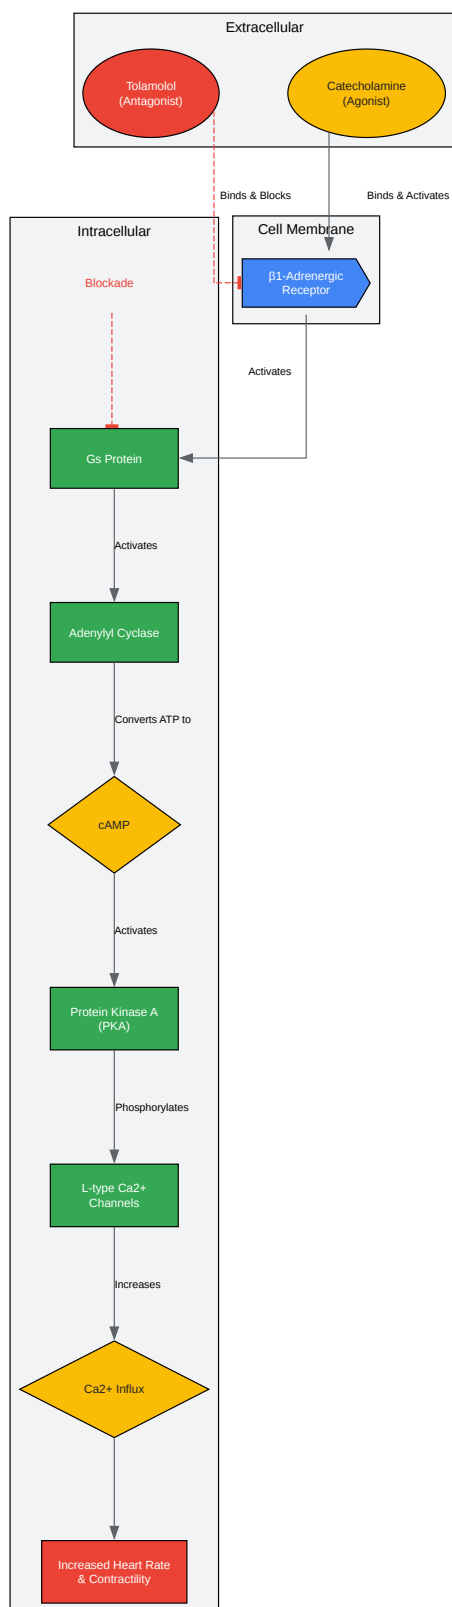 Extracellular
Tolamolol
(Antagonist)
Catecholamine
(Agonist)
Binds & Blocks
Binds & Activates
Intracellular
Cell Membrane
Blockade
β1-Adrenergic
Receptor
Activates
Gs Protein
Activates
Adenylyl Cyclase
Converts ATP to
cAMP
Activates
Protein Kinase A
(PKA)
Phosphorylates
L-type Ca2+
Channels
Increases
Ca2+ Influx
Increased Heart Rate
& Contractility